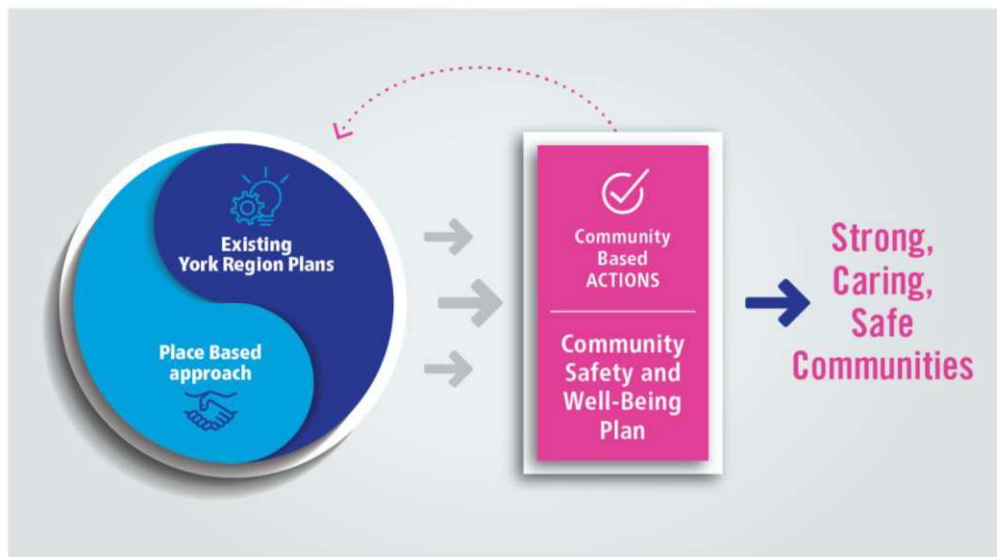 Existing
York Region Plans
Place Based
approach
Community
Based
ACTIONS
Community
Safety and
Well-Being
Plan
Strong,
Caring,
Safe
Communities